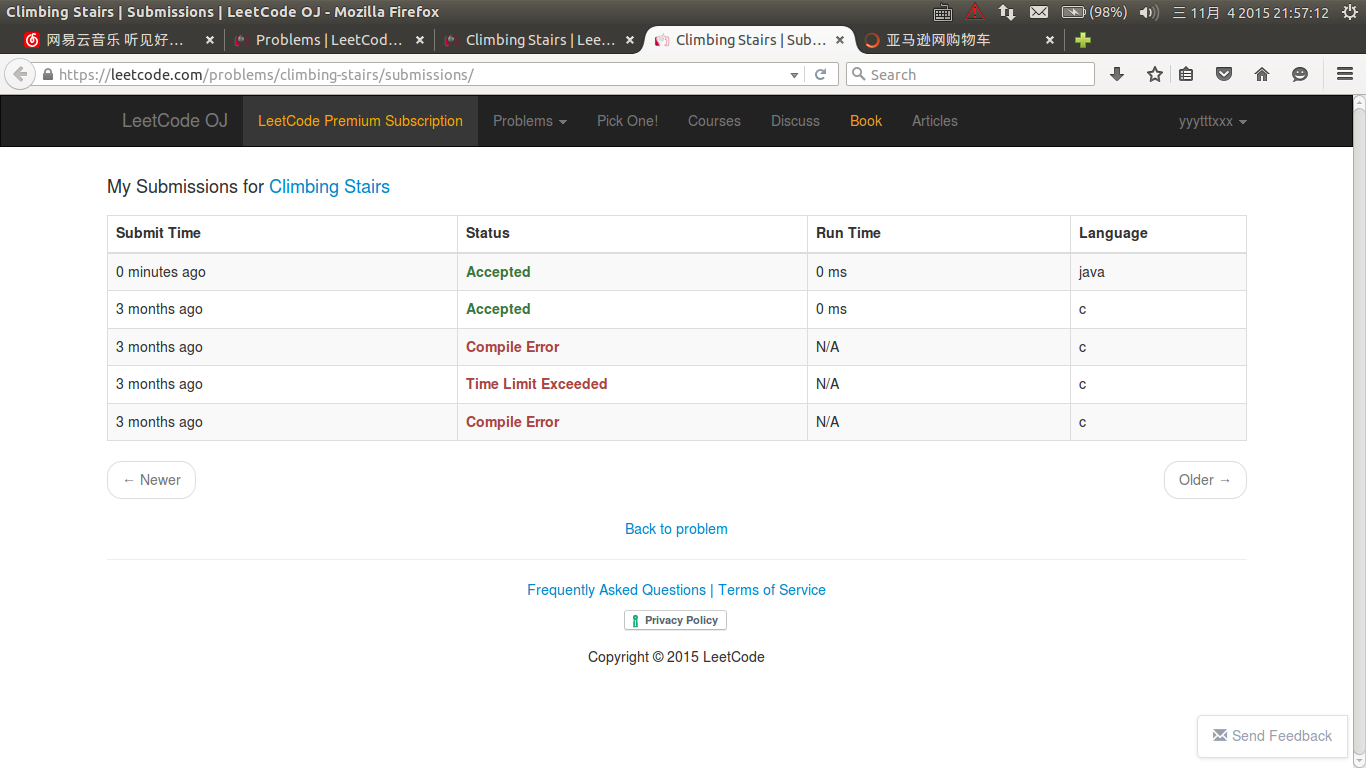 Climbing Stairs | Submissions | LeetCode OJ - Mozilla Firefox (98%) 三 11月 4 2015 21:57:12
网易云音乐 听见好... Problems | LeetCod... Climbing Stairs | Lee... Climbing Stairs | Sub... 亚马逊网购物车
https://leetcode.com/problems/climbing-stairs/submissions/ Search
LeetCode OJ LeetCode Premium Subscription Problems Pick One! Courses Discuss Book Articles yyytttxxx
My Submissions for Climbing Stairs
Submit Time Status Run Time Language
0 minutes ago Accepted 0 ms java
3 months ago Accepted 0 ms c
3 months ago Compile Error N/A c
3 months ago Time Limit Exceeded N/A c
3 months ago Compile Error N/A c
← Newer Older →
Back to problem
Frequently Asked Questions | Terms of Service
Privacy Policy
Copyright © 2015 LeetCode
Send Feedback